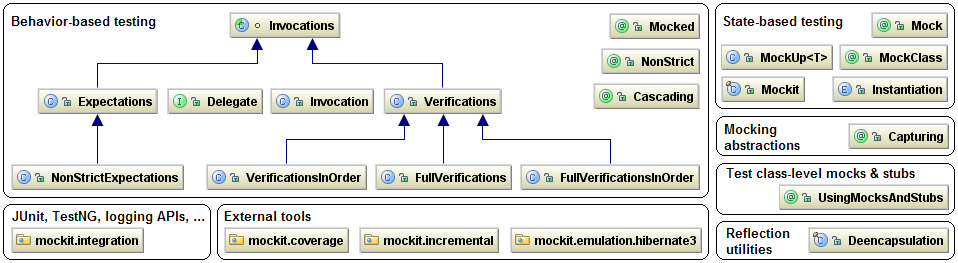 Behavior-based testing
Invocations
Mocked
NonStrict
Cascading
Expectations
Delegate
Invocation
Verifications
NonStrictExpectations
VerificationsInOrder
FullVerifications
FullVerificationsInOrder
State-based testing
Mock
MockUp<T>
MockClass
Mockit
Instantiation
Mocking
abstractions
Capturing
Test class-level mocks & stubs
UsingMocksAndStubs
JUnit, TestNG, logging APIs, ...
mockit.integration
External tools
mockit.coverage
mockit.incremental
mockit.emulation.hibernate3
Reflection
utilities
Deencapsulation